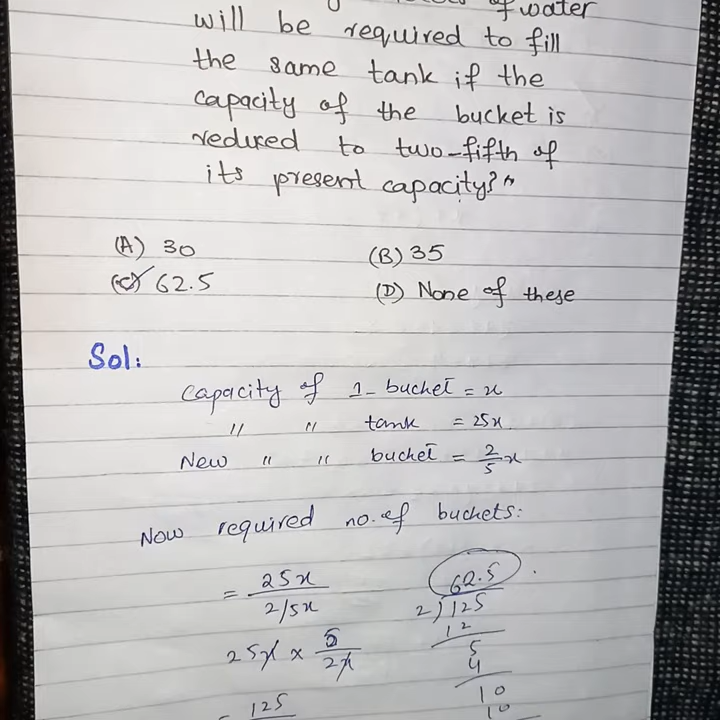 of water
will be required to fill
the same tank if the
capacity of the bucket is
reduced to two-fifth of
its present capacity?"
(A) 30 (B) 35
(C) 62.5 (D) None of these
Sol:
Capacity of 1-bucket = x
" " tank = 25x.
New " " bucket = 2/5 x
Now required no. of buckets:
= 25x / 2/5x
25x × 5/2x
= 125
62.5
2)125
12
5
4
10
10